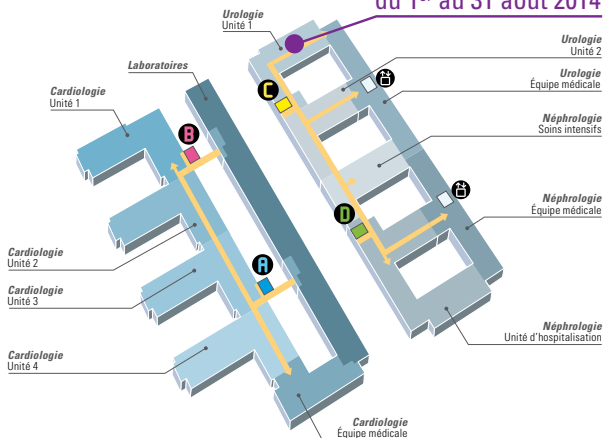 du 1er au 31 août 2014
Urologie
Unité 1
Urologie
Unité 2
Laboratoires
Urologie
Équipe médicale
Cardiologie
Unité 1
C
Néphrologie
Soins intensifs
B
Néphrologie
Équipe médicale
D
Cardiologie
Unité 2
A
Cardiologie
Unité 3
Néphrologie
Unité d'hospitalisation
Cardiologie
Unité 4
Cardiologie
Équipe médicale